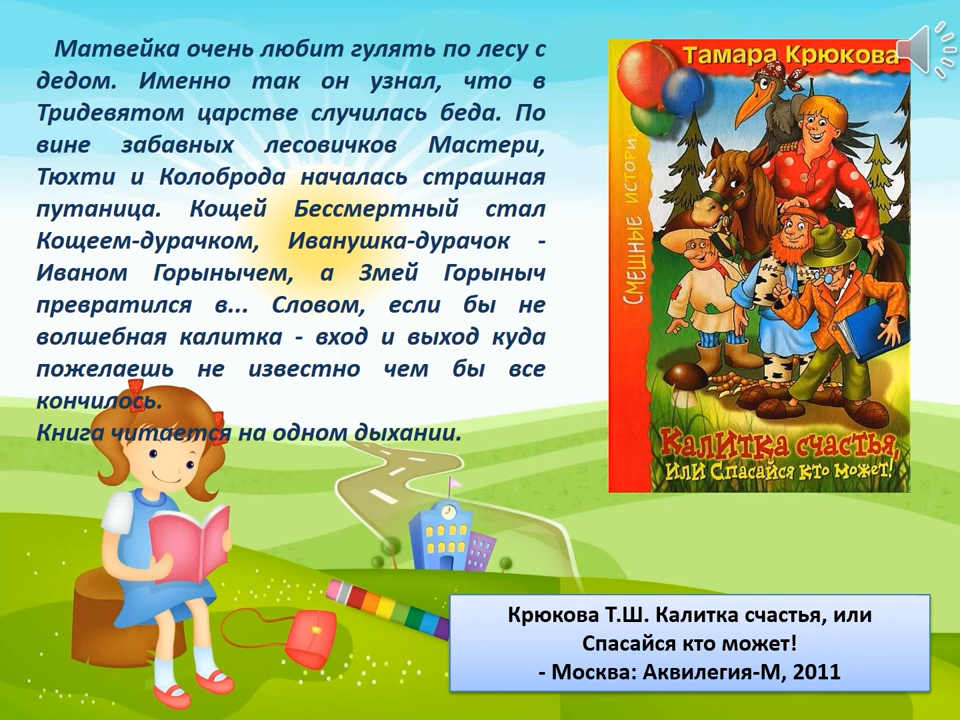 Матвейка очень любит гулять по лесу с
дедом. Именно так он узнал, что в
Тридевятом царстве случилась беда. По
вине забавных лесовичков Мастери,
Тюхти и Колоброда началась страшная
путаница. Кощей Бессмертный стал
Кощеем-дурачком, Иванушка-дурачок -
Иваном Горынычем, а Змей Горыныч
превратился в... Словом, если бы не
волшебная калитка - вход и выход куда
пожелаешь не известно чем бы все
кончилось.
Книга читается на одном дыхании.
Тамара Крюкова
Смешные истории
Калитка счастья,
или Спасайся кто может!
Крюкова Т.Ш. Калитка счастья, или
Спасайся кто может!
- Москва: Аквилегия-М, 2011